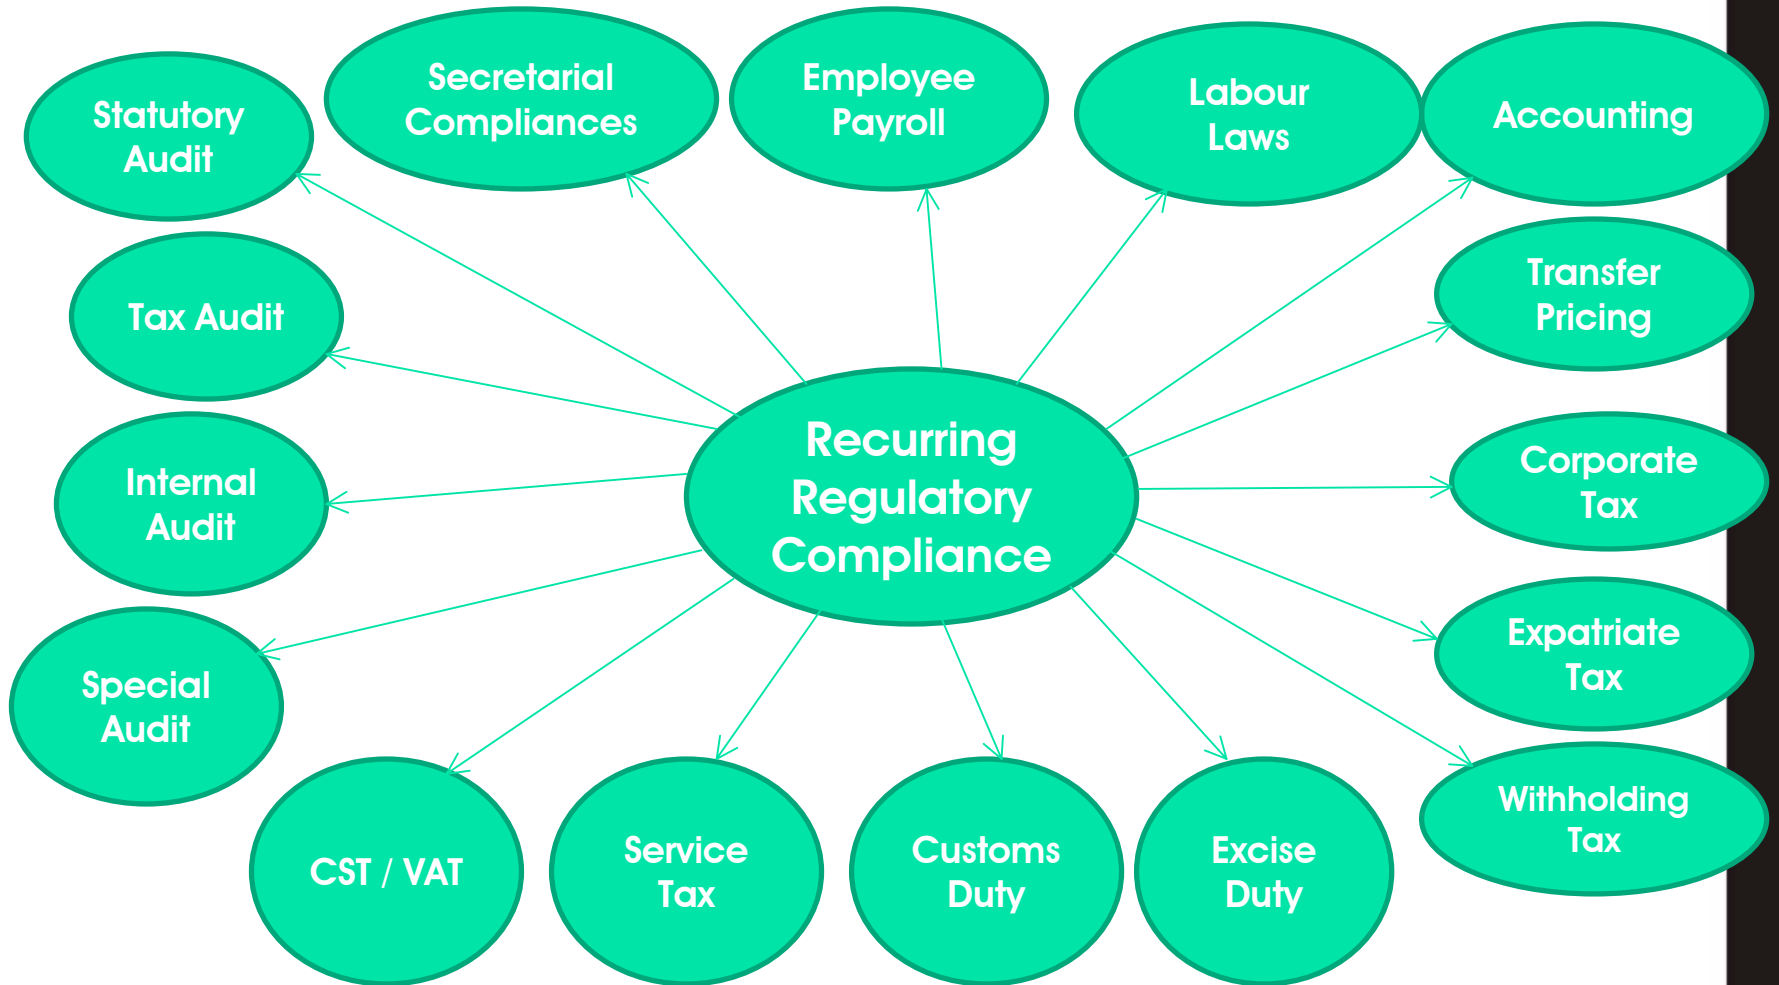 Statutory
Audit
Secretarial
Compliances
Employee
Payroll
Labour
Laws
Accounting
Tax Audit
Transfer
Pricing
Internal
Audit
Recurring
Regulatory
Compliance
Corporate
Tax
Special
Audit
Expatriate
Tax
CST / VAT
Service
Tax
Customs
Duty
Excise
Duty
Withholding
Tax